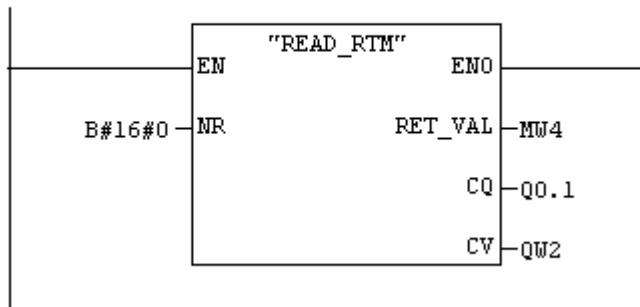 "READ_RTM"
EN ENO
B#16#0 NR RET_VAL MW4
CQ Q0.1
CV QW2